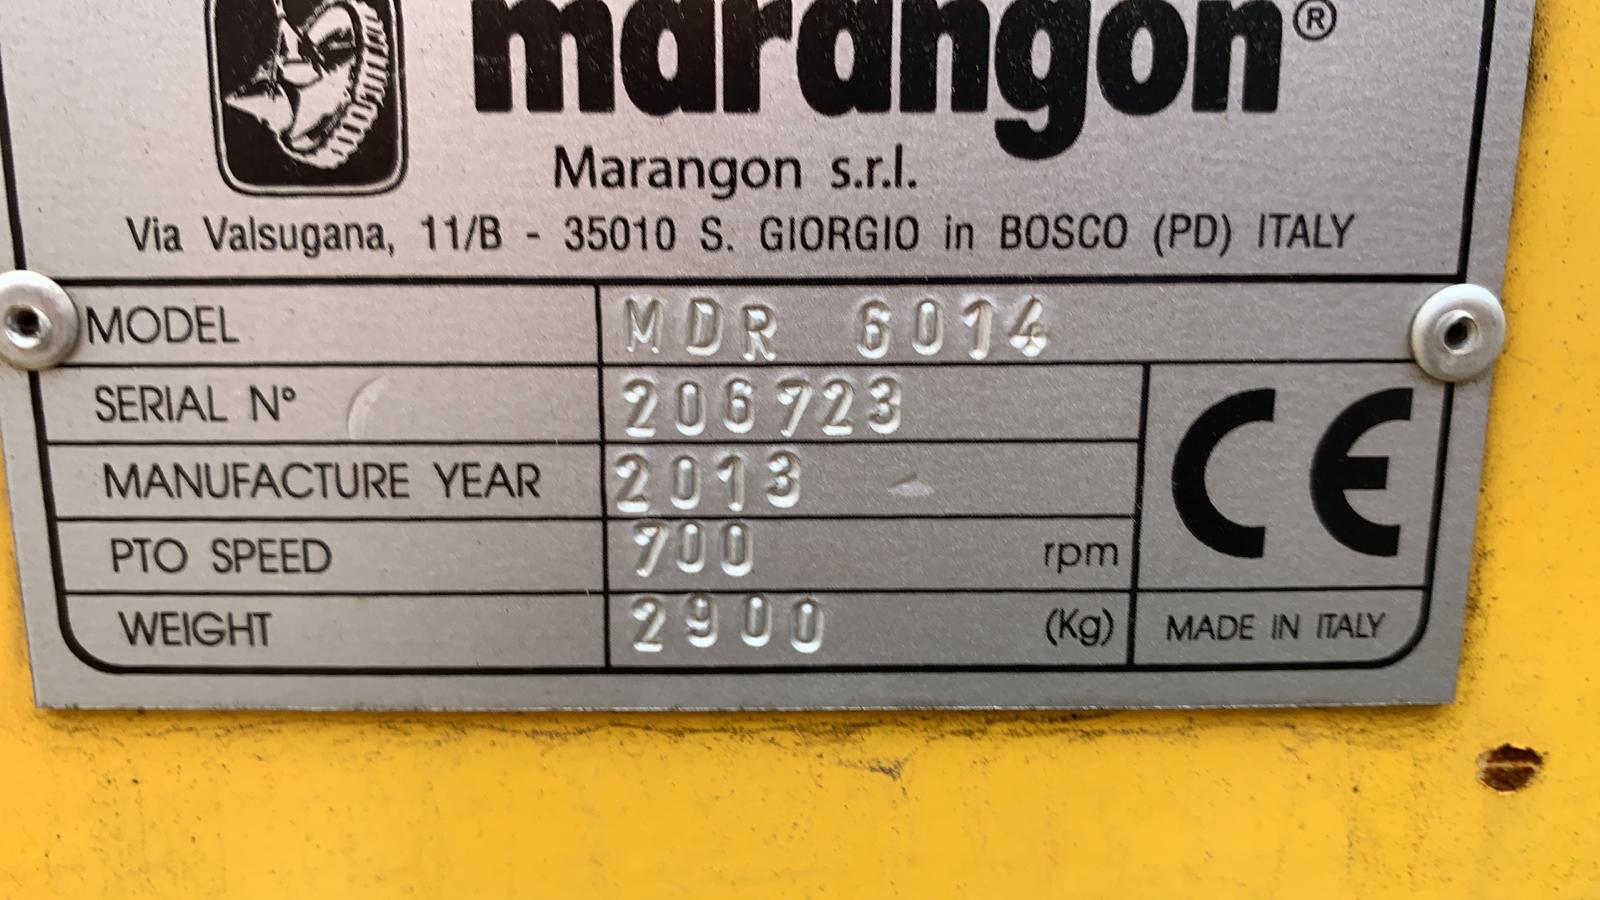 marangon®
Marangon s.r.l.
Via Valsugana, 11/B - 35010 S. GIORGIO in BOSCO (PD) ITALY
MODEL MDR 6014
SERIAL N° 206723
MANUFACTURE YEAR 2013
PTO SPEED 700 rpm
WEIGHT 2900 (Kg)
CE
MADE IN ITALY